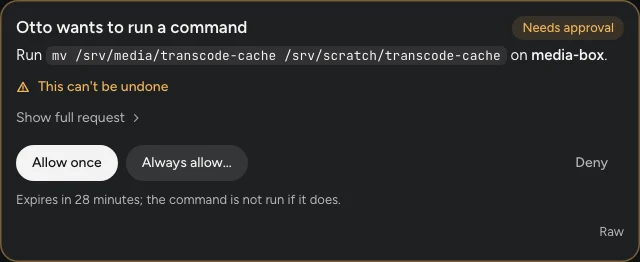 Otto wants to run a command
Needs approval
Run mv /srv/media/transcode-cache /srv/scratch/transcode-cache on media-box.
This can't be undone
Show full request
Allow once
Always allow...
Deny
Expires in 28 minutes; the command is not run if it does.
Raw